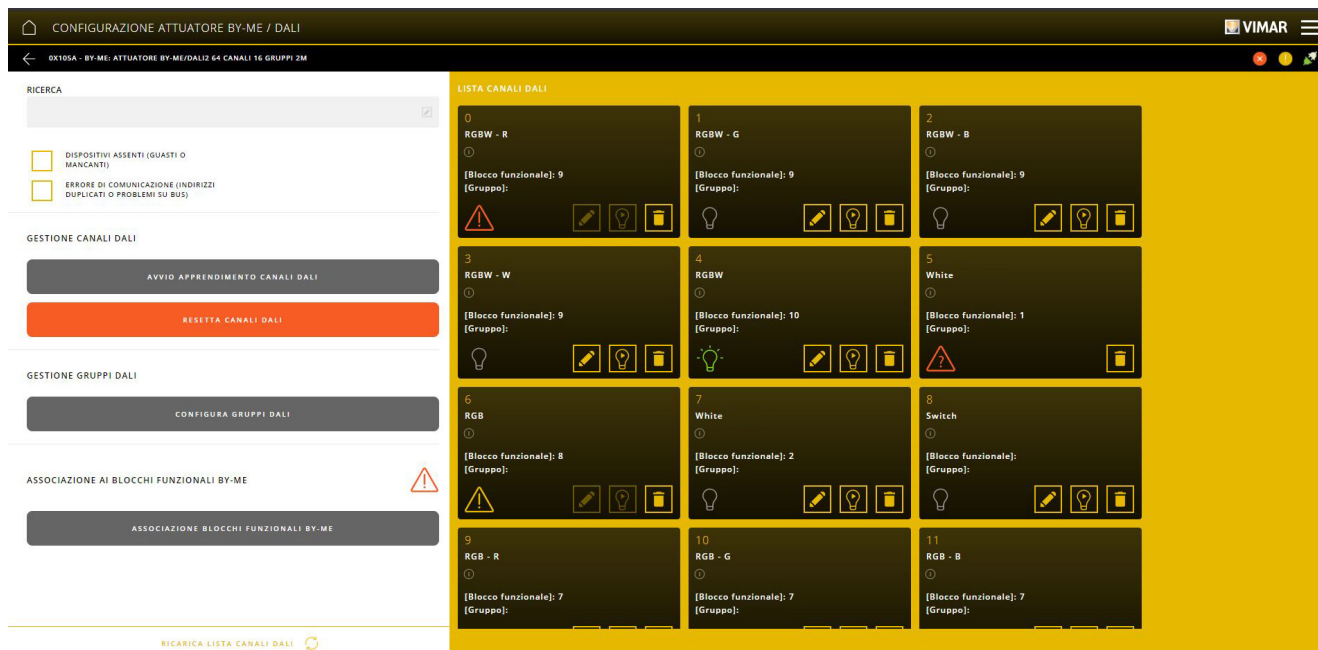 CONFIGURAZIONE ATTUATORE BY-ME / DALI
VIMAR
0X105A - BY-ME: ATTUATORE BY-ME/DALI2 64 CANALI 16 GRUPPI 2M
RICERCA
DISPOSITIVI ASSENTI (GUASTI O
MANCANTI)
ERRORE DI COMUNICAZIONE (INDIRIZZI
DUPLICATI O PROBLEMI SU BUS)
GESTIONE CANALI DALI
AVVIO APPRENDIMENTO CANALI DALI
RESETTA CANALI DALI
GESTIONE GRUPPI DALI
CONFIGURA GRUPPI DALI
ASSOCIAZIONE AI BLOCCHI FUNZIONALI BY-ME
ASSOCIAZIONE BLOCCHI FUNZIONALI BY-ME
RICARICA LISTA CANALI DALI
LISTA CANALI DALI
0
RGBW - R
[Blocco funzionale]: 9
[Gruppo]:
1
RGBW - G
[Blocco funzionale]: 9
[Gruppo]:
2
RGBW - B
[Blocco funzionale]: 9
[Gruppo]:
3
RGBW - W
[Blocco funzionale]: 9
[Gruppo]:
4
RGBW
[Blocco funzionale]: 10
[Gruppo]:
5
White
[Blocco funzionale]: 1
[Gruppo]:
6
RGB
[Blocco funzionale]: 8
[Gruppo]:
7
White
[Blocco funzionale]: 2
[Gruppo]:
8
Switch
[Blocco funzionale]:
[Gruppo]:
9
RGB - R
[Blocco funzionale]: 7
[Gruppo]:
10
RGB - G
[Blocco funzionale]: 7
[Gruppo]:
11
RGB - B
[Blocco funzionale]: 7
[Gruppo]: